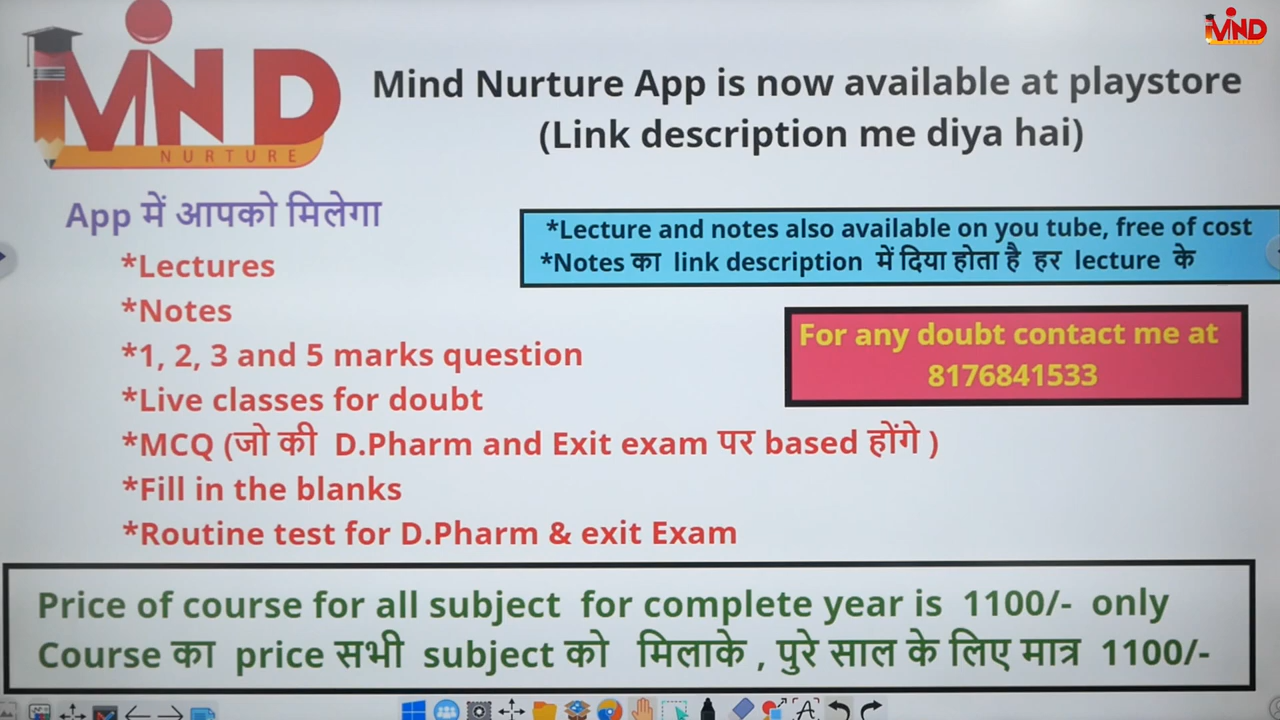 MIND
NURTURE
MIND
NURTURE
Mind Nurture App is now available at playstore
(Link description me diya hai)
App में आपको मिलेगा
*Lectures
*Notes
*1, 2, 3 and 5 marks question
*Live classes for doubt
*MCQ (जो की D.Pharm and Exit exam पर based होंगे )
*Fill in the blanks
*Routine test for D.Pharm & exit Exam
*Lecture and notes also available on you tube, free of cost
*Notes का link description में दिया होता है हर lecture के
For any doubt contact me at
8176841533
Price of course for all subject for complete year is 1100/- only
Course का price सभी subject को मिलाके , पुरे साल के लिए मात्र 1100/-